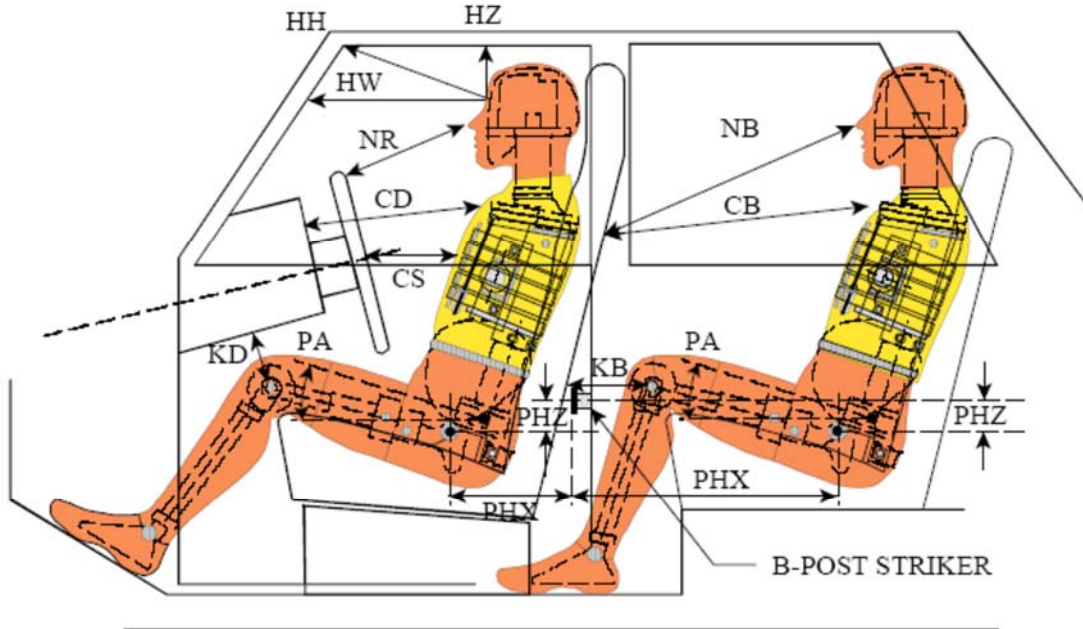 HZ
HH
HW
NR
NB
CD
CB
CS
KD
PA
PA
KB
PHZ
PHZ
PHX
PHX
B-POST STRIKER